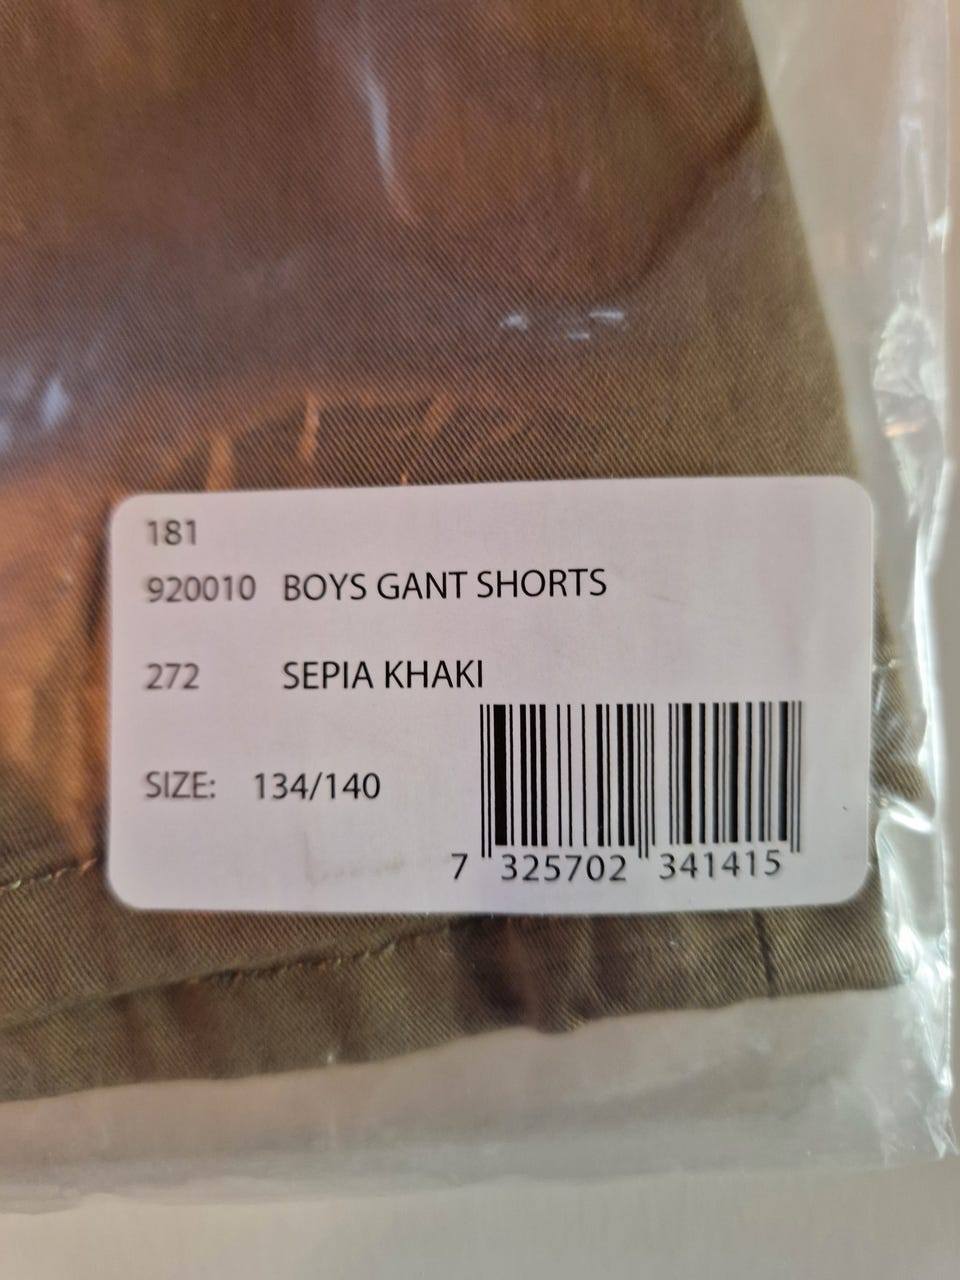 181
920010 BOYS GANT SHORTS
272 SEPIA KHAKI
SIZE: 134/140
7 325702 341415